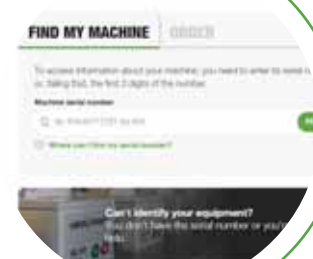 FIND MY MACHINE ORDER
To access information about your machine, you need to enter its serial
or, failing that, the first 3 digits of the number.
Machine serial number
Where can I find my serial number?
Can't identify your equipment?
You don't have the serial number or you're